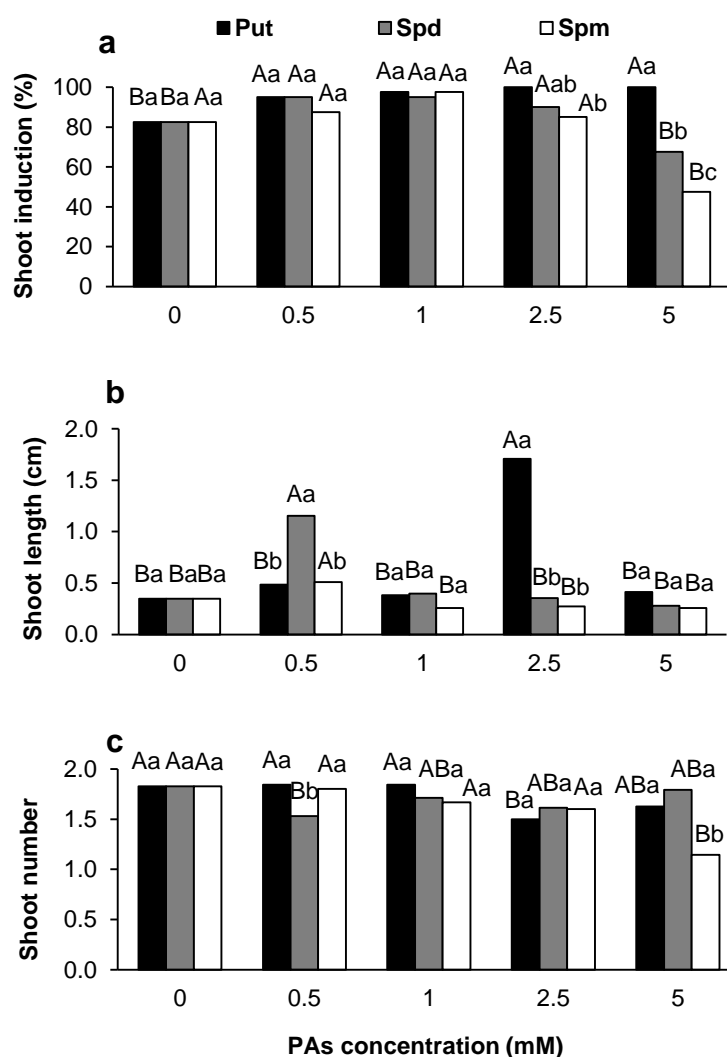 Put Spd Spm
a
Shoot induction (%)
100
80
60
40
20
0
Ba Ba Aa
Aa Aa Aa
Aa Aa Aa
Aa Aab Ab
Aa Bb Bc
0 0.5 1 2.5 5
b
Shoot length (cm)
2.0
1.5
1.0
0.5
0.0
Ba Ba Ba
Bb Aa Ab
Ba Ba Ba
Aa Bb Bb
Ba Ba Ba
0 0.5 1 2.5 5
c
Shoot number
2.0
1.5
1.0
0.5
0.0
Aa Aa Aa
Aa Bb Aa
Aa ABa Aa
Ba ABa Aa
ABa ABa Bb
0 0.5 1 2.5 5
PAs concentration (mM)